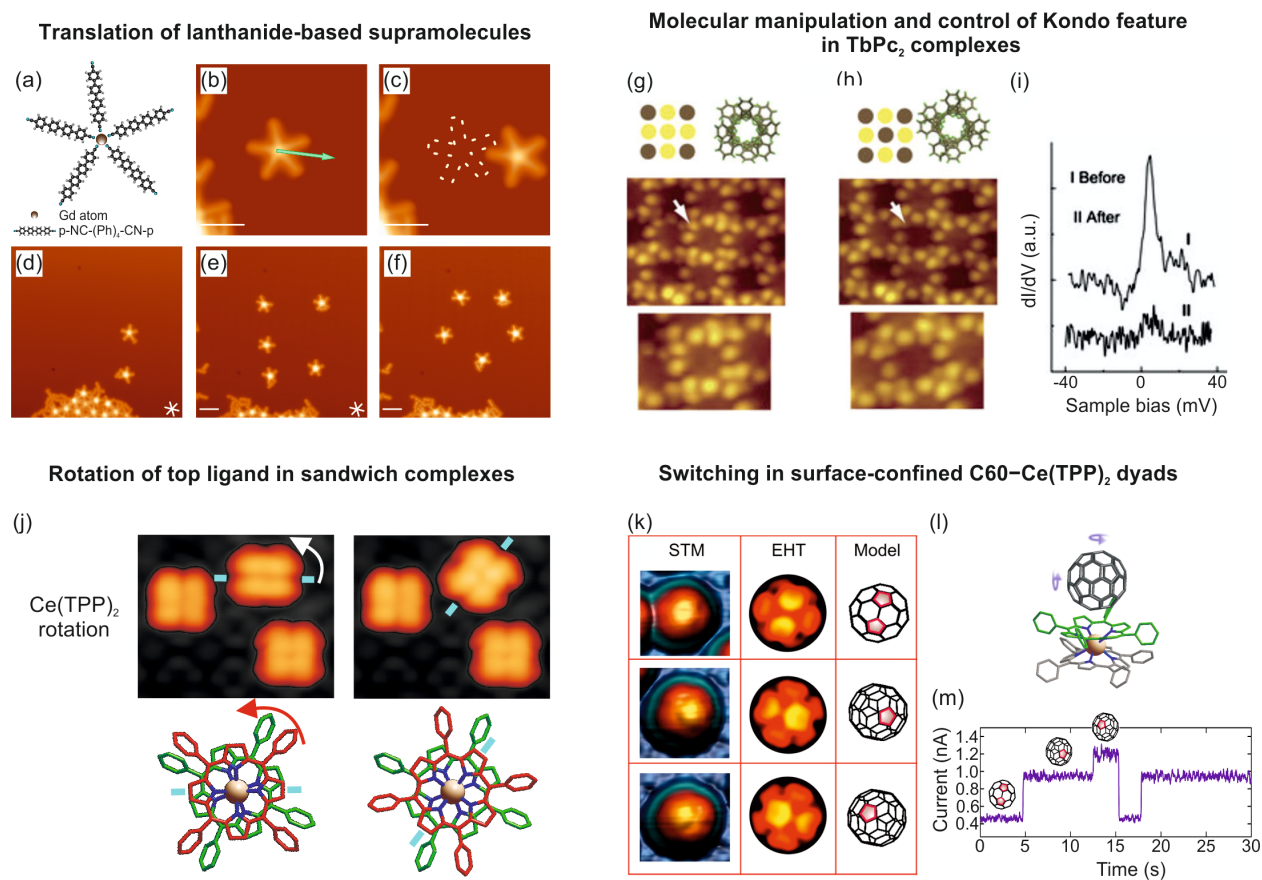 Translation of lanthanide-based supramolecules
(a)
(b)
(c)
Gd atom
p-NC-(Ph)₄-CN-p
(d)
(e)
(f)
Molecular manipulation and control of Kondo feature
in TbPc₂ complexes
(g)
(h)
(i)
I Before
II After
I
II
dI/dV (a.u.)
-40 0 40
Sample bias (mV)
Rotation of top ligand in sandwich complexes
(j)
Ce(TPP)₂
rotation
Switching in surface-confined C60−Ce(TPP)₂ dyads
(k)
STM EHT Model
(l)
(m)
Current (nA)
1.4
1.2
1.0
0.8
0.6
0.4
0 5 10 15 20 25 30
Time (s)